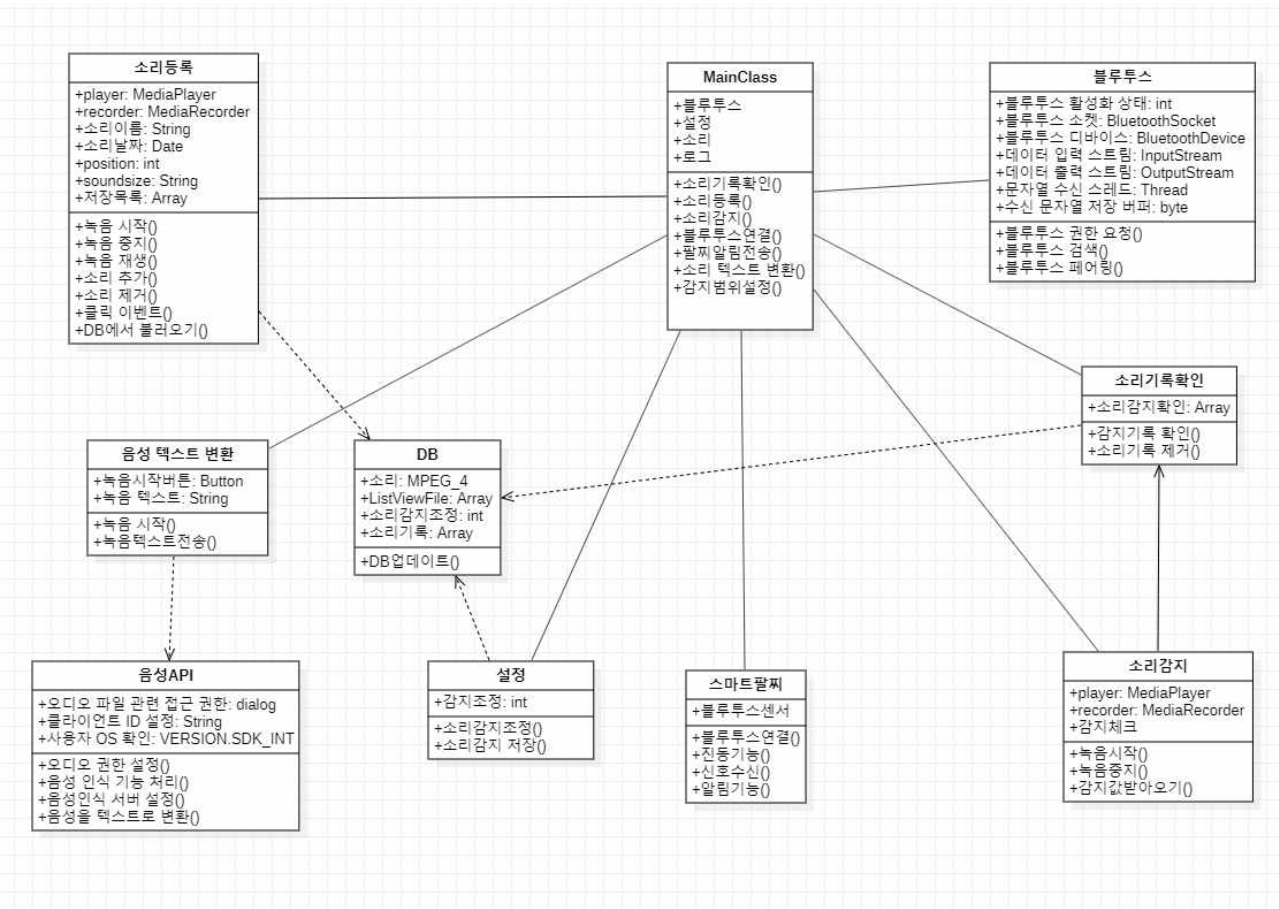 소리등록
+player: MediaPlayer
+recorder: MediaRecorder
+소리이름: String
+소리날짜: Date
+position: int
+soundsize: String
+저장목록: Array
+녹음 시작()
+녹음 중지()
+녹음 재생()
+소리 추가()
+소리 제거()
+클릭 이벤트()
+DB에서 불러오기()
MainClass
+블루투스
+설정
+소리
+로그
+소리기록확인()
+소리등록()
+소리감지()
+블루투스연결()
+팔찌알림전송()
+소리 텍스트 변환()
+감지범위설정()
블루투스
+블루투스 활성화 상태: int
+블루투스 소켓: BluetoothSocket
+블루투스 디바이스: BluetoothDevice
+데이터 입력 스트림: InputStream
+데이터 출력 스트림: OutputStream
+문자열 수신 스레드: Thread
+수신 문자열 저장 버퍼: byte
+블루투스 권한 요청()
+블루투스 검색()
+블루투스 페어링()
소리기록확인
+소리감지확인: Array
+감지기록 확인()
+소리기록 제거()
음성 텍스트 변환
+녹음시작버튼: Button
+녹음 텍스트: String
+녹음 시작()
+녹음텍스트전송()
DB
+소리: MPEG_4
+ListViewFile: Array
+소리감지조정: int
+소리기록: Array
+DB업데이트()
음성API
+오디오 파일 관련 접근 권한: dialog
+클라이언트 ID 설정: String
+사용자 OS 확인: VERSION.SDK_INT
+오디오 권한 설정()
+음성 인식 기능 처리()
+음성인식 서버 설정()
+음성을 텍스트로 변환()
설정
+감지조정: int
+소리감지조정()
+소리감지 저장()
스마트팔찌
+블루투스센서
+블루투스연결()
+진동기능()
+신호수신()
+알림기능()
소리감지
+player: MediaPlayer
+recorder: MediaRecorder
+감지체크
+녹음시작()
+녹음중지()
+감지값받아오기()